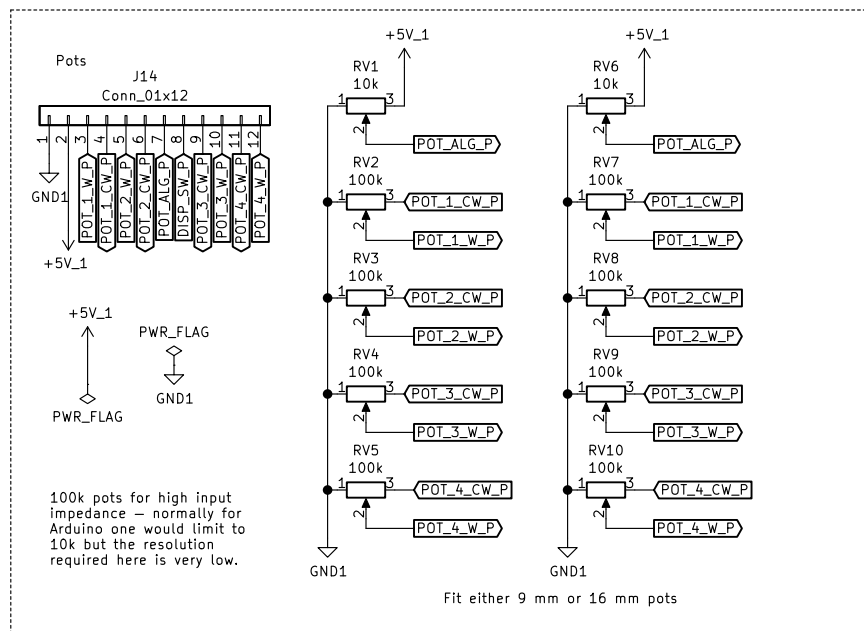 Pots
J14
Conn_01x12
1
2
3
4
5
6
7
8
9
10
11
12
GND1
+5V_1
POT_1_W_P
POT_1_CW_P
POT_2_W_P
POT_2_CW_P
POT_ALG_P
DISP_SW_P
POT_3_CW_P
POT_3_W_P
POT_4_CW_P
POT_4_W_P
+5V_1
PWR_FLAG
PWR_FLAG
GND1
100k pots for high input
impedance – normally for
Arduino one would limit to
10k but the resolution
required here is very low.
+5V_1
RV1
10k
1
3
2
POT_ALG_P
RV2
100k
1
3
POT_1_CW_P
2
POT_1_W_P
RV3
100k
1
3
POT_2_CW_P
2
POT_2_W_P
RV4
100k
1
3
POT_3_CW_P
2
POT_3_W_P
RV5
100k
1
3
POT_4_CW_P
2
POT_4_W_P
GND1
+5V_1
RV6
10k
1
3
2
POT_ALG_P
RV7
100k
1
3
POT_1_CW_P
2
POT_1_W_P
RV8
100k
1
3
POT_2_CW_P
2
POT_2_W_P
RV9
100k
1
3
POT_3_CW_P
2
POT_3_W_P
RV10
100k
1
3
POT_4_CW_P
2
POT_4_W_P
GND1
Fit either 9 mm or 16 mm pots